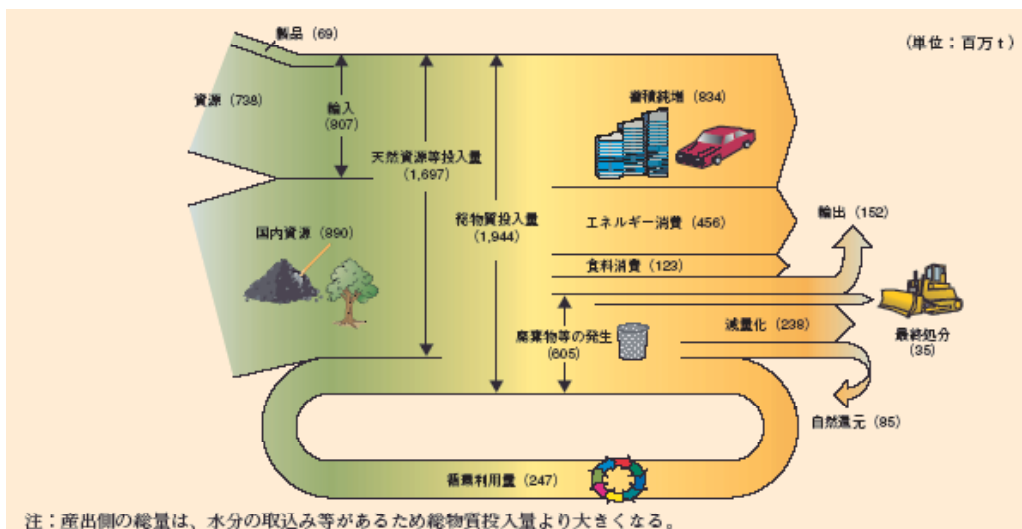 製品 (69)
(単位:百万t)
資源 (738)
輸入
(807)
蓄積純増 (834)
天然資源等投入量
(1,697)
国内資源 (890)
総物質投入量
(1,944)
エネルギー消費 (456)
輸出 (152)
食料消費 (123)
廃棄物等の発生
(605)
減量化 (238)
最終処分
(35)
自然還元 (85)
循環利用量 (247)
注:産出側の総量は、水分の取込み等があるため総物質投入量より大きくなる。